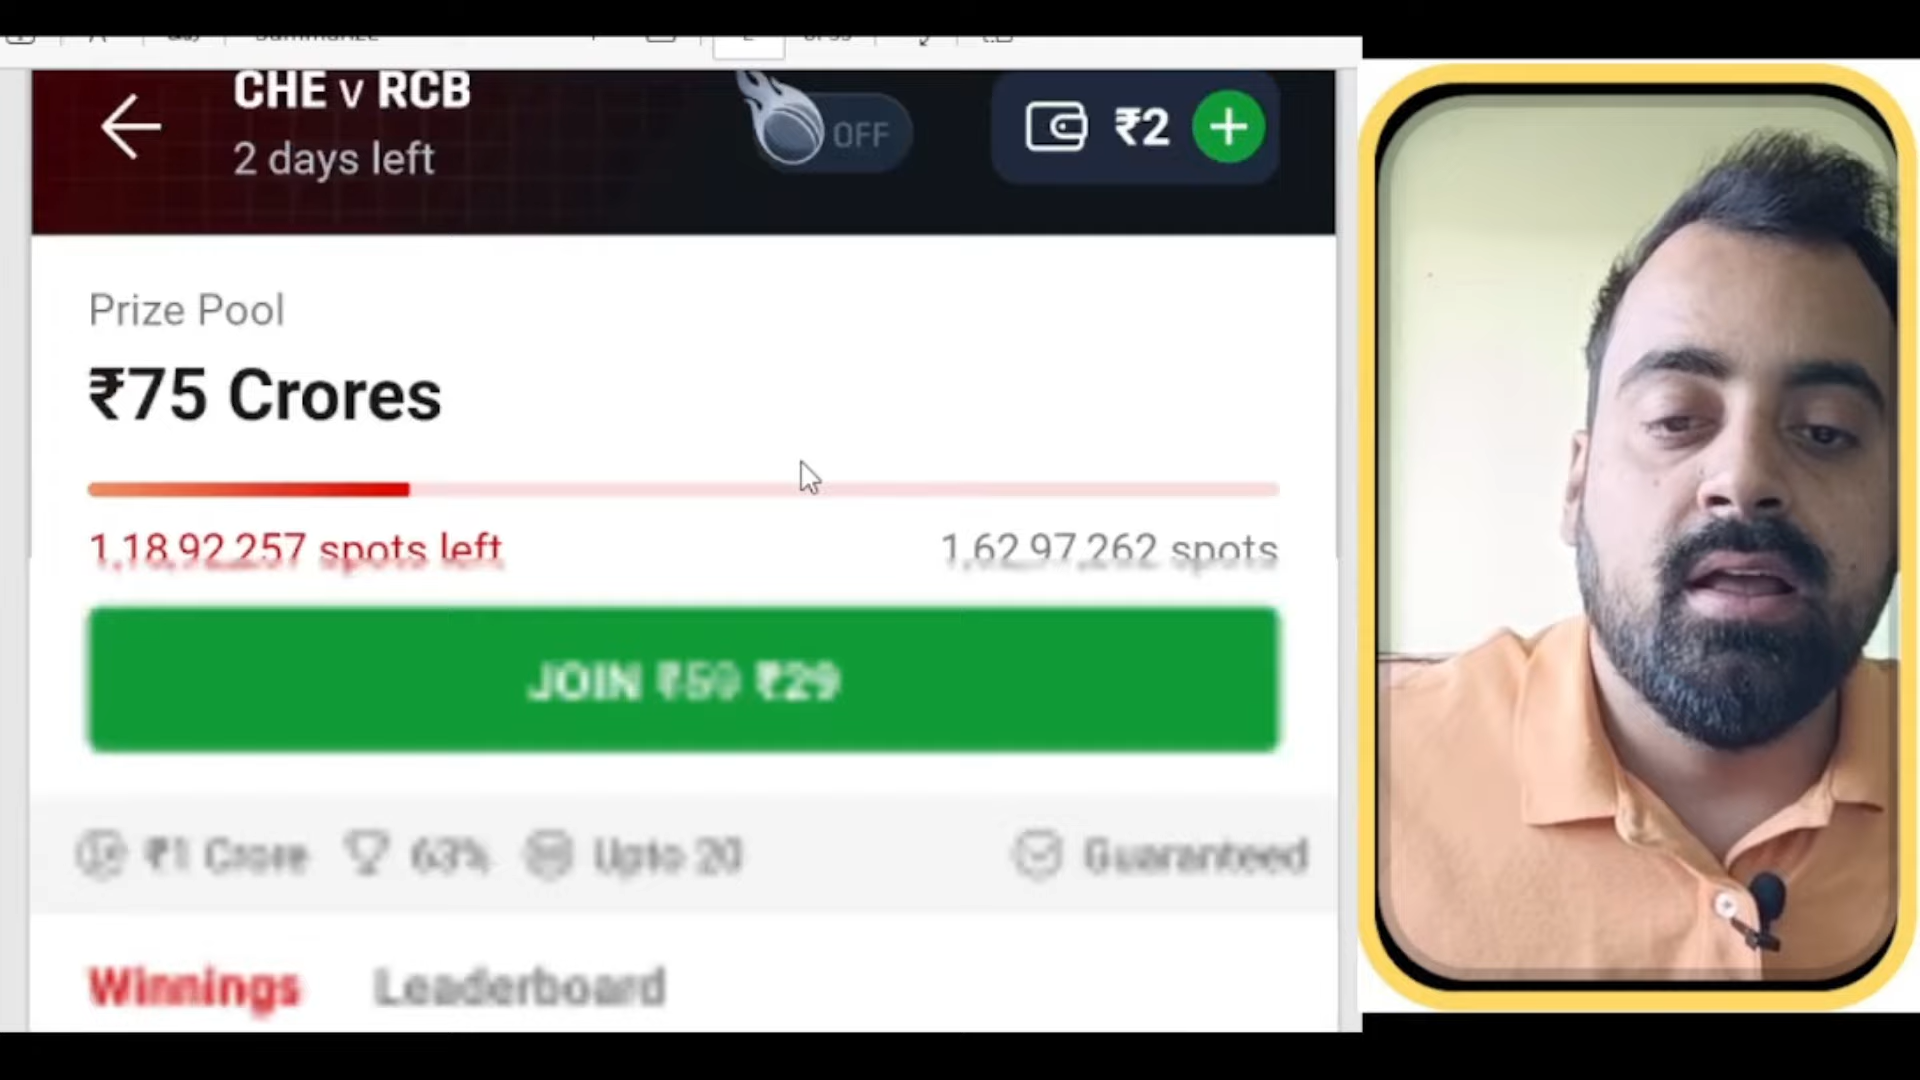 CHE v RCB
2 days left
OFF
₹2
Prize Pool
₹75 Crores
1,18,92,257 spots left
1,62,97,262 spots
JOIN ₹59 ₹29
₹1 Crore
63%
Upto 20
Guaranteed
Winnings
Leaderboard